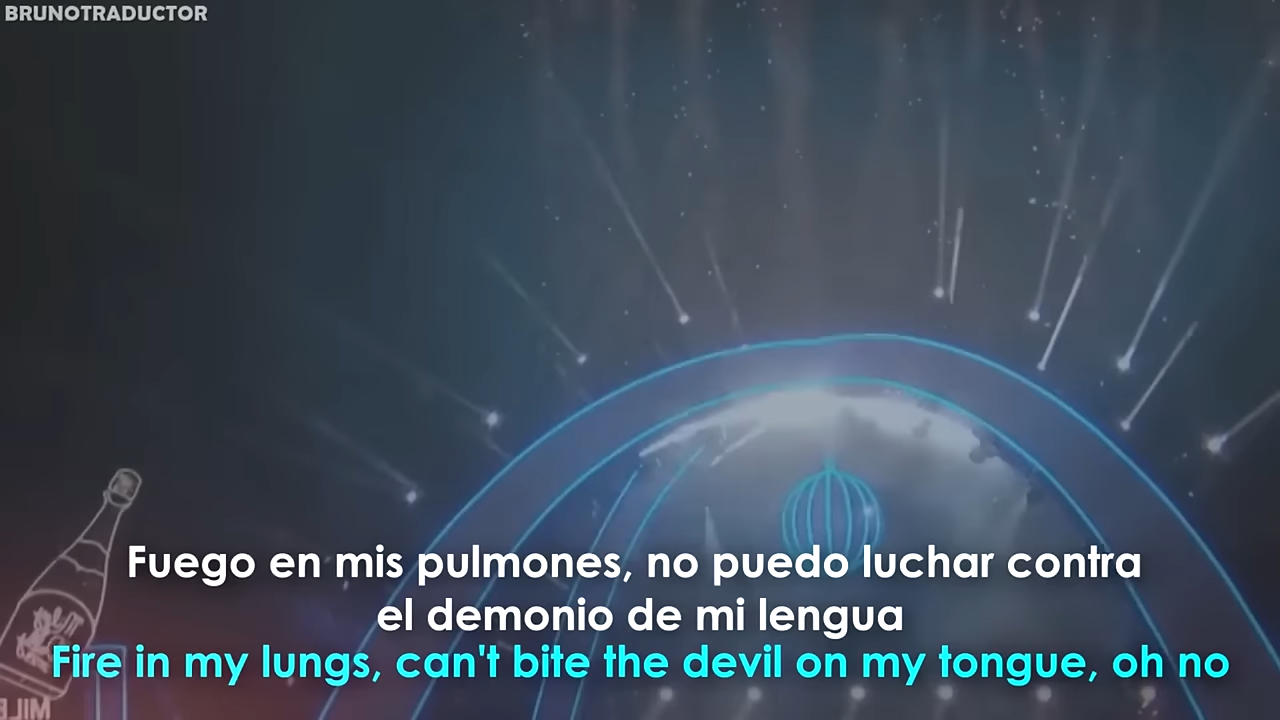 BRUNOTRADUCTOR
Fuego en mis pulmones, no puedo luchar contra
el demonio de mi lengua
Fire in my lungs, can't bite the devil on my tongue, oh no